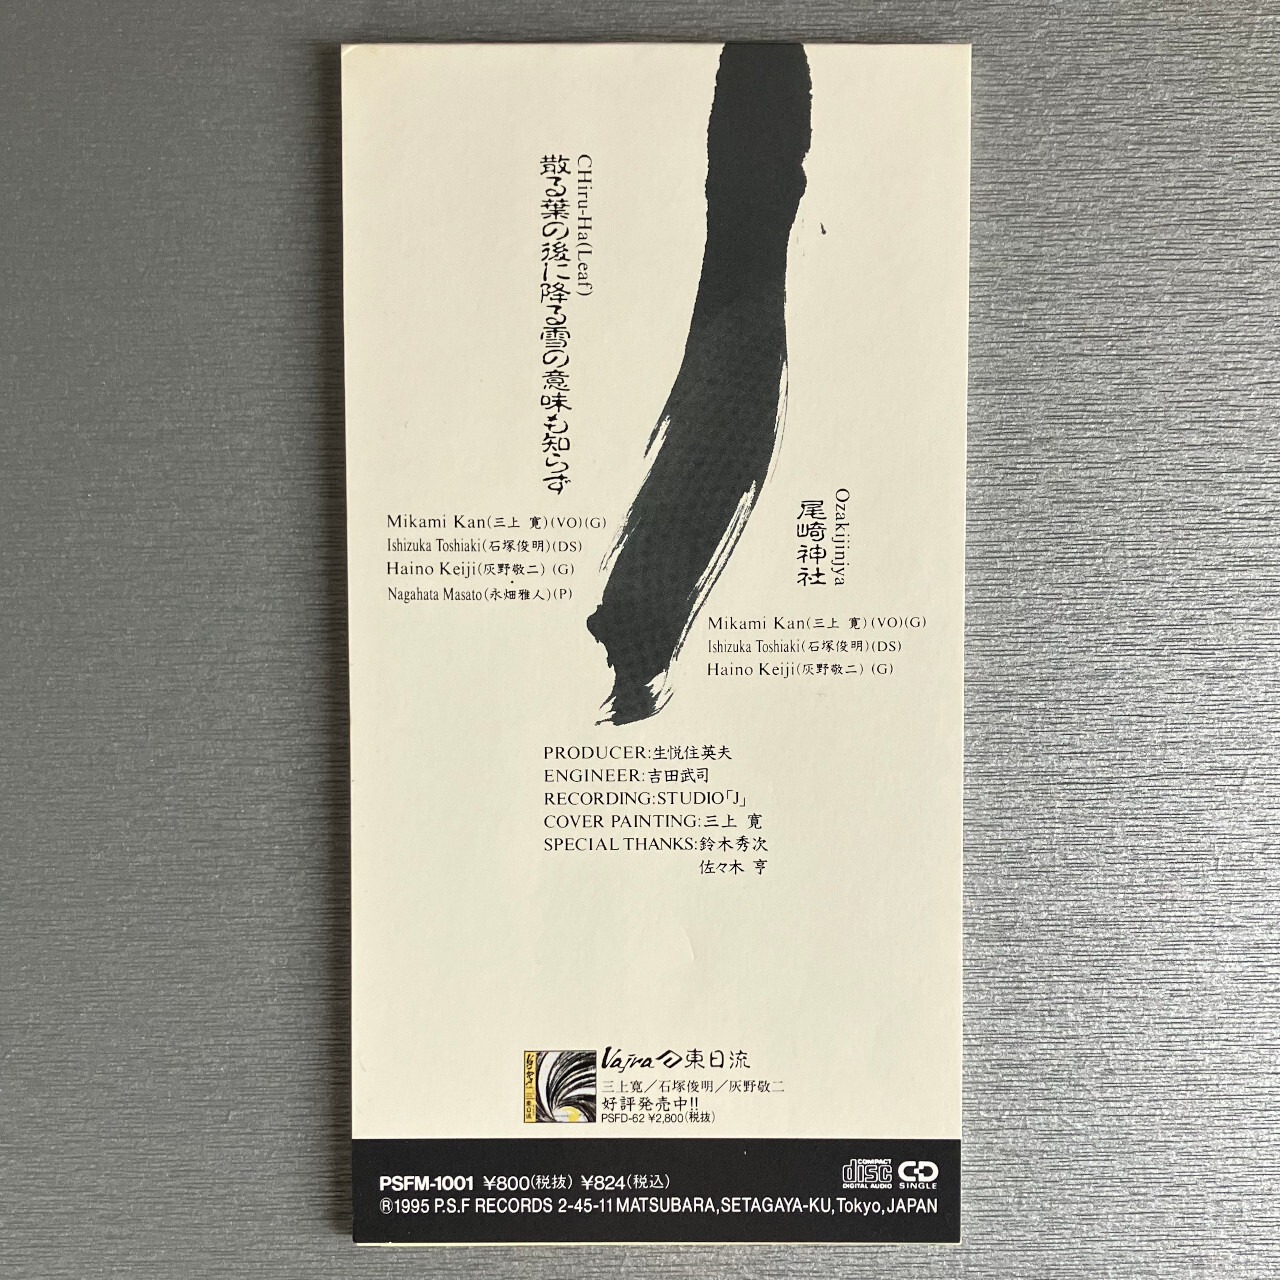 Ozakijinjya
尾崎神社
Mikami Kan(三上 寛)(VO)(G)
Ishizuka Toshiaki(石塚俊明)(DS)
Haino Keiji(灰野敬二) (G)
CHiru-Ha(Leaf)
散る葉の後に降る雪の意味も知らず
Mikami Kan(三上 寛)(VO)(G)
Ishizuka Toshiaki(石塚俊明)(DS)
Haino Keiji(灰野敬二) (G)
Nagahata Masato(永畑雅人)(P)
PRODUCER:生悦住英夫
ENGINEER:吉田武司
RECORDING:STUDIO「J」
COVER PAINTING:三上 寛
SPECIAL THANKS:鈴木秀次
佐々木 亨
Vajra 東日流
三上寛／石塚俊明／灰野敬二
好評発売中!!
PSFD-62 ¥2,800(税抜)
PSFM-1001 ¥800(税抜) ¥824(税込)
COMPACT disc DIGITAL AUDIO
CD SINGLE
Ⓡ1995 P.S.F RECORDS 2-45-11 MATSUBARA,SETAGAYA-KU,Tokyo,JAPAN